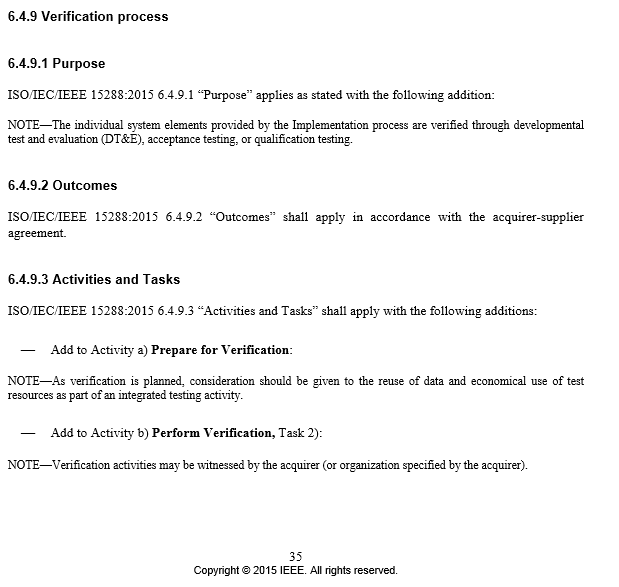 6.4.9 Verification process
6.4.9.1 Purpose
ISO/IEC/IEEE 15288:2015 6.4.9.1 “Purpose” applies as stated with the following addition:
NOTE—The individual system elements provided by the Implementation process are verified through developmental
test and evaluation (DT&E), acceptance testing, or qualification testing.
6.4.9.2 Outcomes
ISO/IEC/IEEE 15288:2015 6.4.9.2 “Outcomes” shall apply in accordance with the acquirer-supplier
agreement.
6.4.9.3 Activities and Tasks
ISO/IEC/IEEE 15288:2015 6.4.9.3 “Activities and Tasks” shall apply with the following additions:
— Add to Activity a) Prepare for Verification:
NOTE—As verification is planned, consideration should be given to the reuse of data and economical use of test
resources as part of an integrated testing activity.
— Add to Activity b) Perform Verification, Task 2):
NOTE—Verification activities may be witnessed by the acquirer (or organization specified by the acquirer).
35
Copyright © 2015 IEEE. All rights reserved.